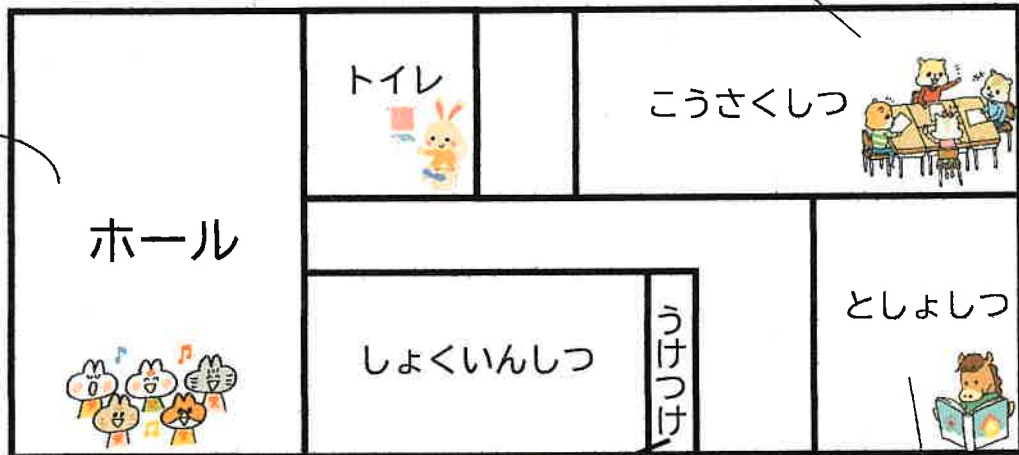 トイレ
こうさくしつ
ホール
としょしつ
しょくいんしつ
うけつけ